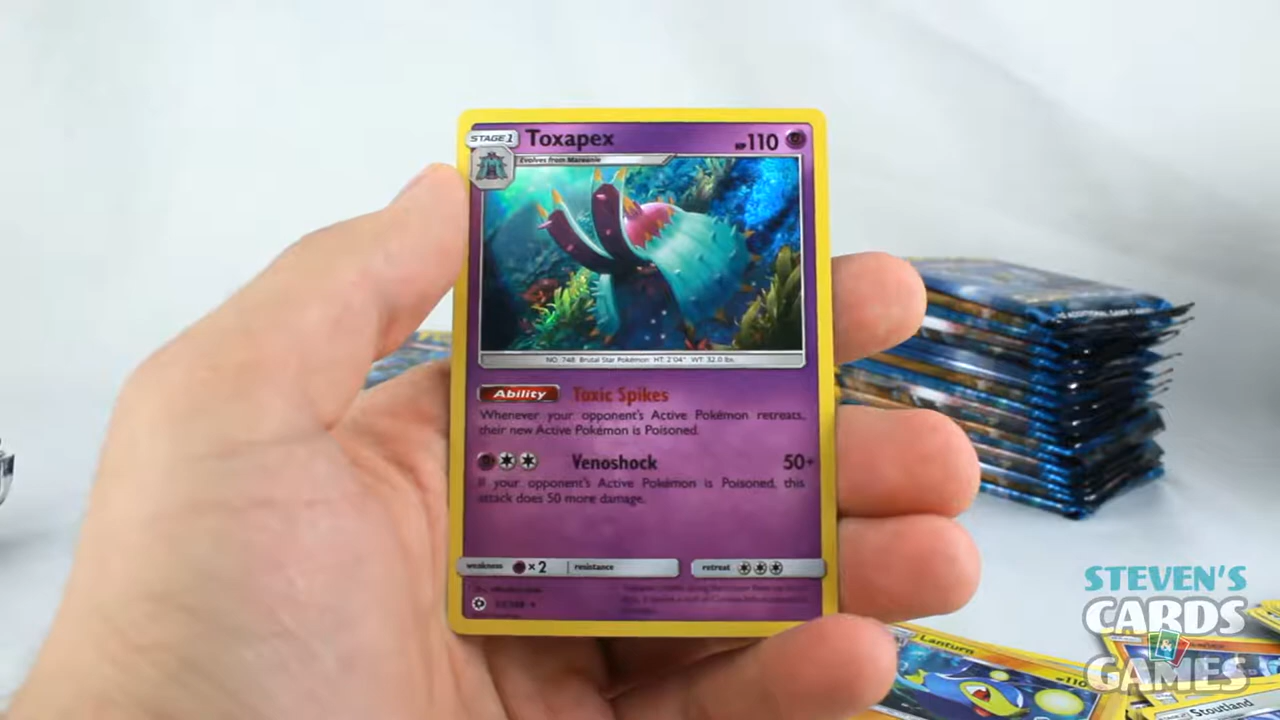 STAGE 1 Toxapex HP 110
Evolves from Mareanie
NO. 748 Brutal Star Pokémon HT: 2'04" WT: 32.0 lbs.
Ability Toxic Spikes
Whenever your opponent's Active Pokémon retreats,
their new Active Pokémon is Poisoned.
Venoshock 50+
If your opponent's Active Pokémon is Poisoned, this
attack does 50 more damage.
weakness ×2 resistance retreat
Lanturn
HP110
Stoutland
STEVEN'S
CARDS
&
GAMES